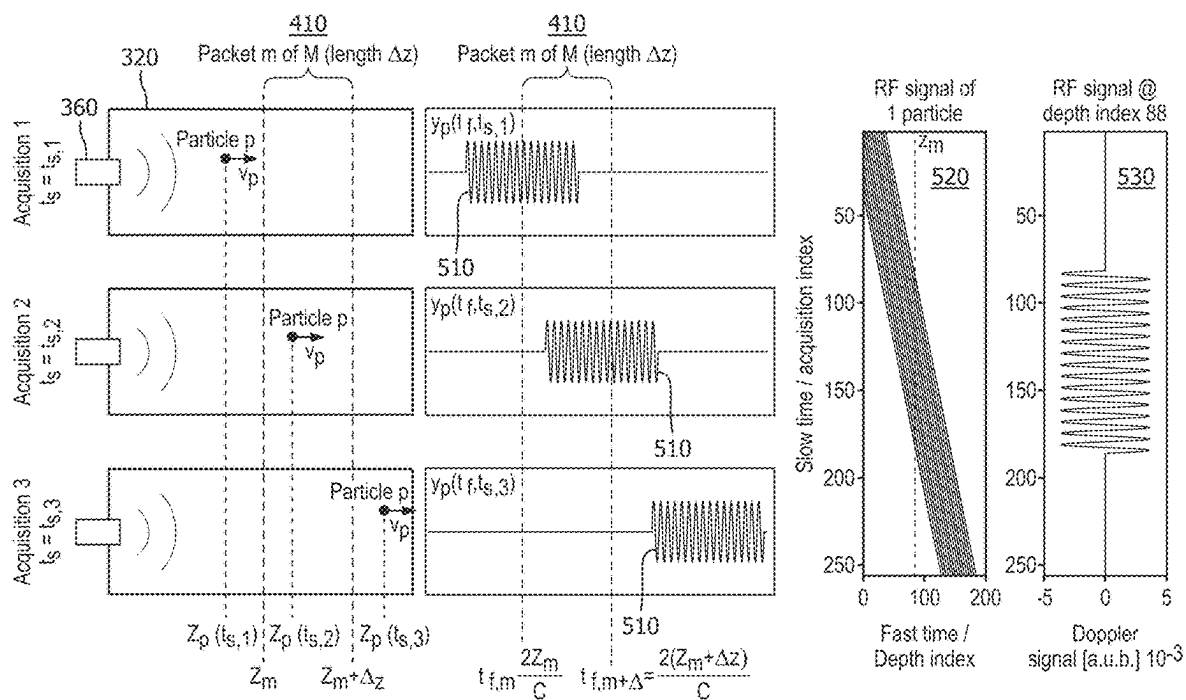 410
Packet m of M (length Δz)
410
Packet m of M (length Δz)
320
360
Acquisition 1
tₛ = tₛ,₁
Particle p
vₚ
yₚ(t f,tₛ,₁)
510
Acquisition 2
tₛ = tₛ,₂
Particle p
vₚ
yₚ(t f,tₛ,₂)
510
Acquisition 3
tₛ = tₛ,₃
Particle p
vₚ
yₚ(t f,tₛ,₃)
510
Zₚ (tₛ,₁)
Zₚ (tₛ,₂)
Zₚ (tₛ,₃)
Zₘ
Zₘ+Δz
t f,m 2Zₘ/C
t f,m+Δ= 2(Zₘ+Δz)/C
RF signal of
1 particle
zₘ
520
Slow time / acquisition index
50
100
150
200
250
0
100
200
Fast time /
Depth index
RF signal @
depth index 88
530
50
100
150
200
250
-5
0
5
Doppler
signal [a.u.b.] 10⁻³